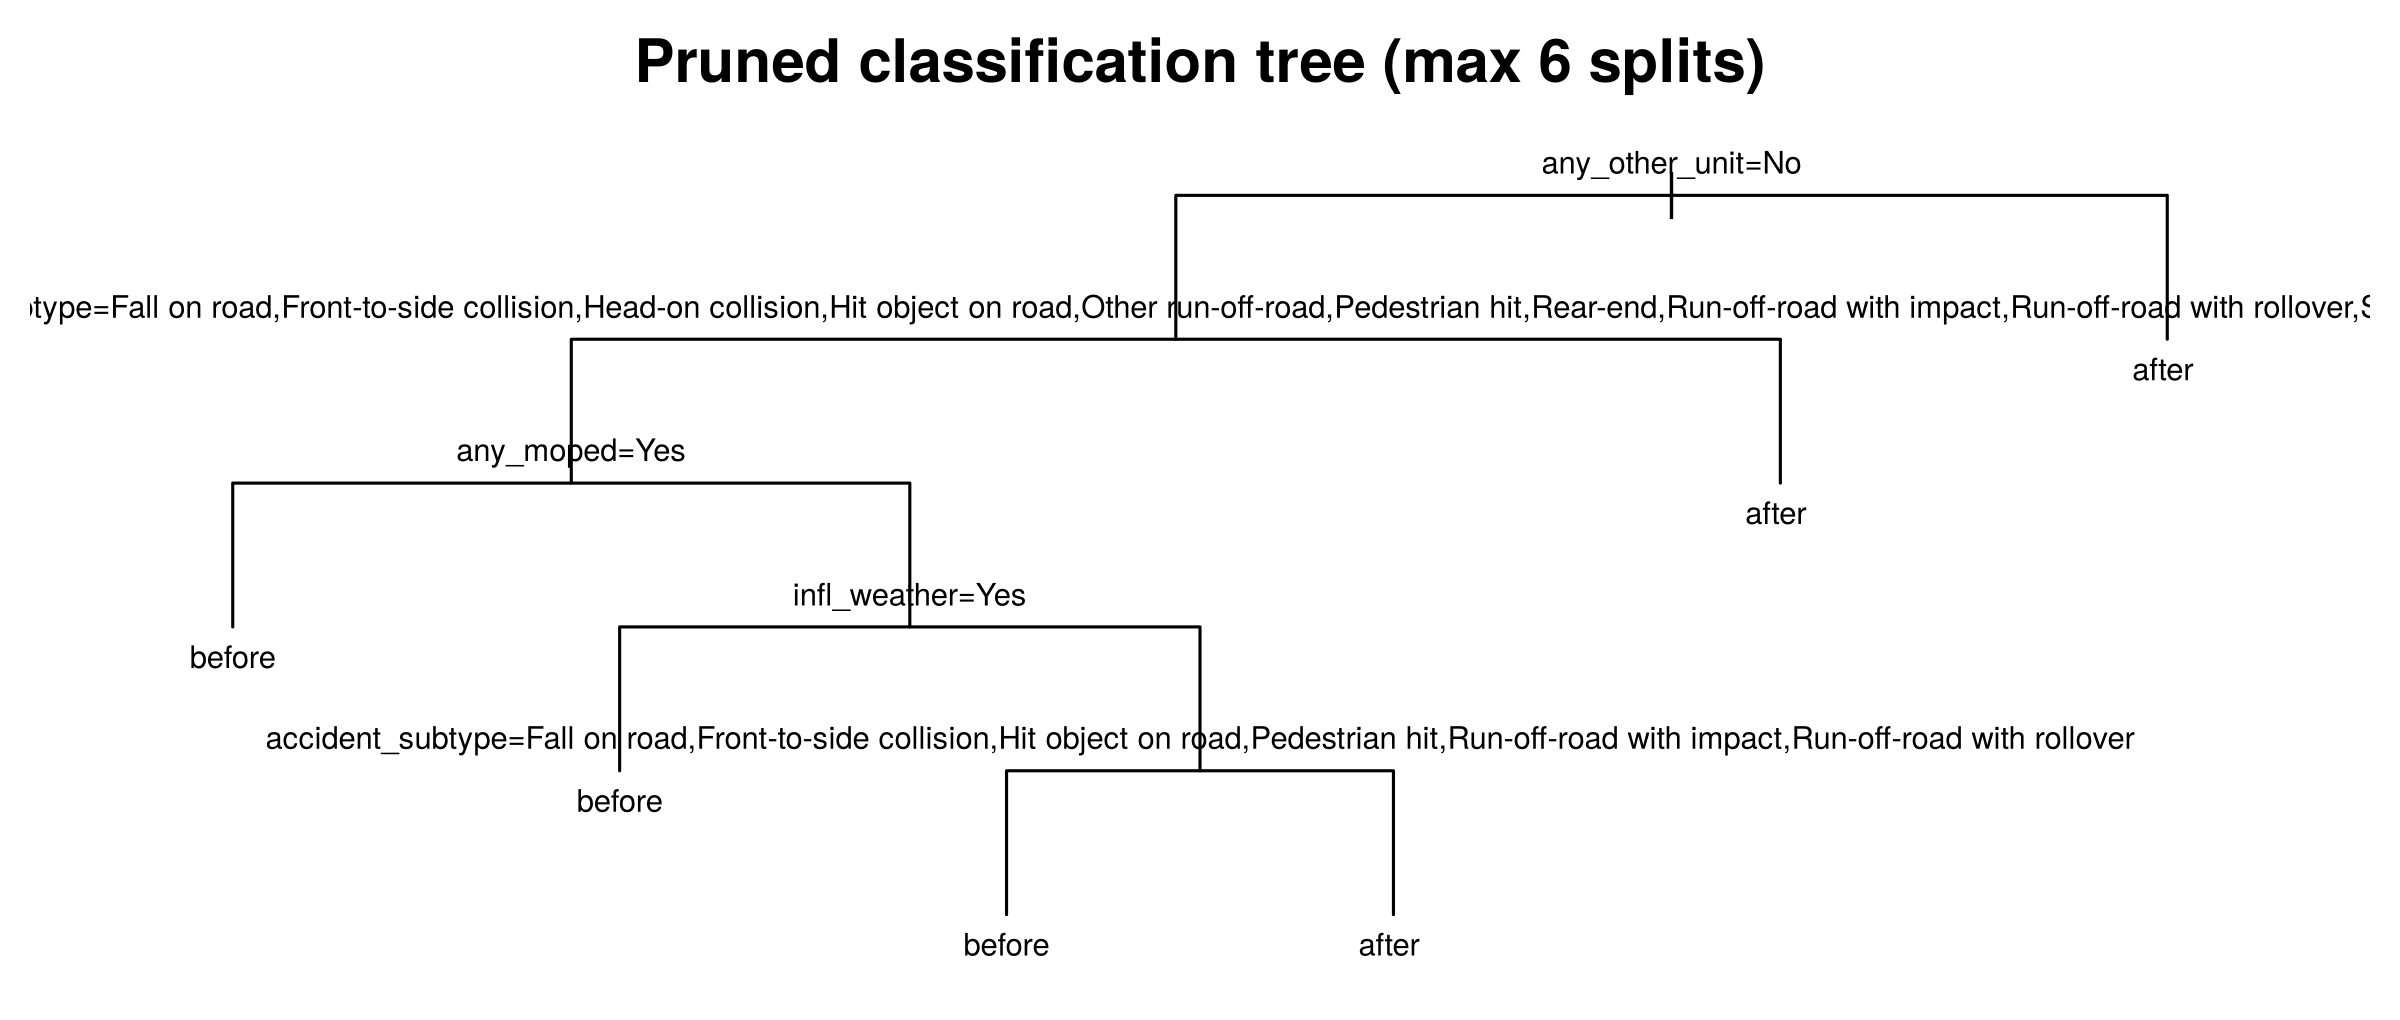 Pruned classification tree (max 6 splits)
any_other_unit=No
type=Fall on road,Front-to-side collision,Head-on collision,Hit object on road,Other run-off-road,Pedestrian hit,Rear-end,Run-off-road with impact,Run-off-road with rollover,
after
any_moped=Yes
after
infl_weather=Yes
before
accident_subtype=Fall on road,Front-to-side collision,Hit object on road,Pedestrian hit,Run-off-road with impact,Run-off-road with rollover
before
before
after